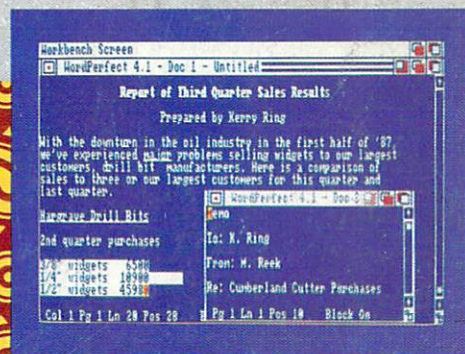 Workbench Screen
WordPerfect 4.1 - Doc 1 - Untitled
Report of Third Quarter Sales Results
Prepared by Kerry Ring
With the downturn in the oil industry in the first half of '87,
we've experienced major problems selling widgets to our largest
customers, drill bit manufacturers. Here is a comparison of
sales to three or our largest customers for this quarter and
last quarter.
Hargrave Drill Bits
2nd quarter purchases
1/8" widgets
1/4" widgets
1/2" widgets
Col 1 Pg 1 Ln 20 Pos 28
WordPerfect 4.1 - Doc
Memo
To: K. Ring
From: M. Reek
Re: Cumberland Cutter Purchases
Pg 1 Ln 1 Pos 10 Block On